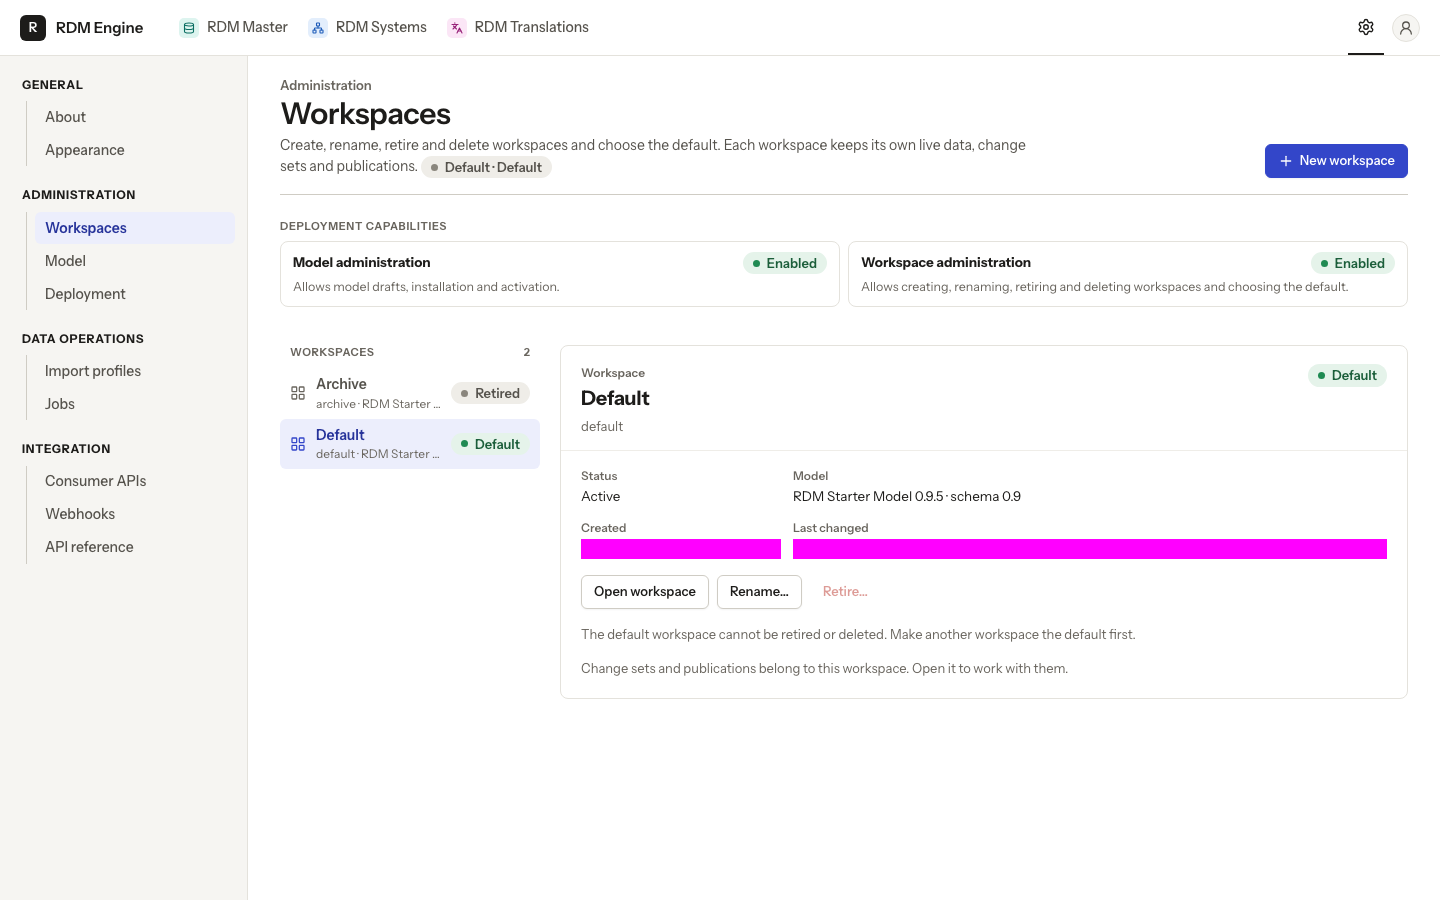 R RDM Engine RDM Master RDM Systems RDM Translations
GENERAL
About
Appearance
ADMINISTRATION
Workspaces
Model
Deployment
DATA OPERATIONS
Import profiles
Jobs
INTEGRATION
Consumer APIs
Webhooks
API reference
Administration
Workspaces
Create, rename, retire and delete workspaces and choose the default. Each workspace keeps its own live data, change
sets and publications. Default · Default
New workspace
DEPLOYMENT CAPABILITIES
Model administration Enabled
Allows model drafts, installation and activation.
Workspace administration Enabled
Allows creating, renaming, retiring and deleting workspaces and choosing the default.
WORKSPACES 2
Archive
archive · RDM Starter ...
Retired
Default
default · RDM Starter ...
Default
Workspace
Default
default
Default
Status
Active
Model
RDM Starter Model 0.9.5 · schema 0.9
Created
Last changed
Open workspace Rename... Retire...
The default workspace cannot be retired or deleted. Make another workspace the default first.
Change sets and publications belong to this workspace. Open it to work with them.